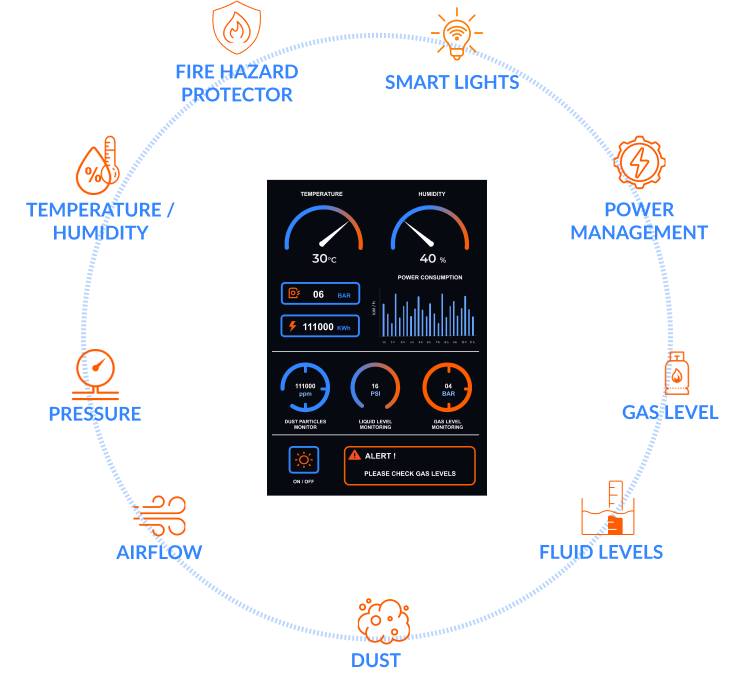 FIRE HAZARD
PROTECTOR
SMART LIGHTS
%
TEMPERATURE /
HUMIDITY
POWER
MANAGEMENT
TEMPERATURE
HUMIDITY
30°C
40 %
POWER CONSUMPTION
06 BAR
111000 KWh
111000
ppm
16
PSI
04
BAR
DUST PARTICLES
MONITOR
LIQUID LEVEL
MONITORING
GAS LEVEL
MONITORING
ALERT !
PLEASE CHECK GAS LEVELS
ON / OFF
PRESSURE
GAS LEVEL
AIRFLOW
FLUID LEVELS
DUST